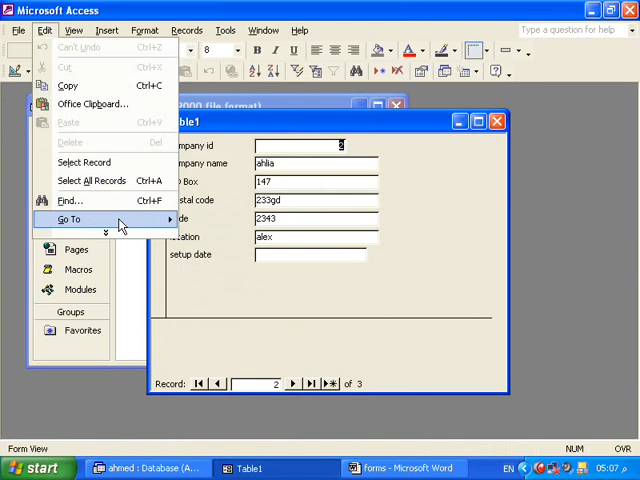 Microsoft Access
File Edit View Insert Format Records Tools Window Help
Type a question for help
8 B I U
Can't Undo Ctrl+Z
Cut Ctrl+X
Copy Ctrl+C
Office Clipboard...
Paste Ctrl+V
Delete Del
Select Record
Select All Records Ctrl+A
Find... Ctrl+F
Go To
Pages
Macros
Modules
Groups
Favorites
2000 file format)
able1
mpany id 2
mpany name ahlia
Box 147
stal code 233gd
de 2343
ocation alex
setup date
Record: 2 of 3
Form View NUM OVR
start ahmed : Database (A... Table1 forms - Microsoft Word EN 05:07 م